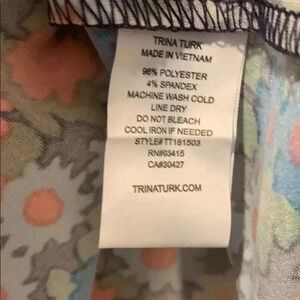 TRINA TURK
MADE IN VIETNAM
96% POLYESTER
4% SPANDEX
MACHINE WASH COLD
LINE DRY
DO NOT BLEACH
COOL IRON IF NEEDED
STYLE# TT181503
RN#93415
CA#30427
TRINATURK.COM